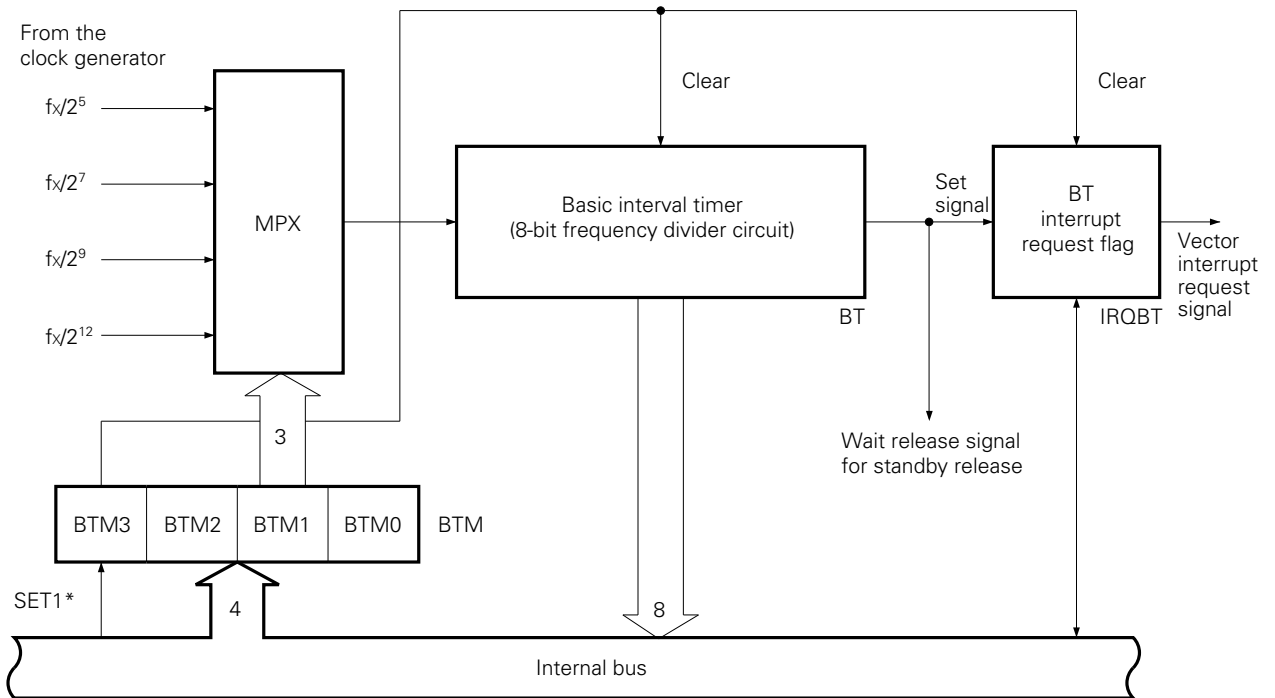 From the
clock generator
fx/2⁵
fx/2⁷
fx/2⁹
fx/2¹²
MPX
Clear
Clear
Basic interval timer
(8-bit frequency divider circuit)
BT
Set
signal
BT
interrupt
request flag
IRQBT
Vector
interrupt
request
signal
Wait release signal
for standby release
3
BTM3 BTM2 BTM1 BTM0 BTM
SET1*
4
8
Internal bus